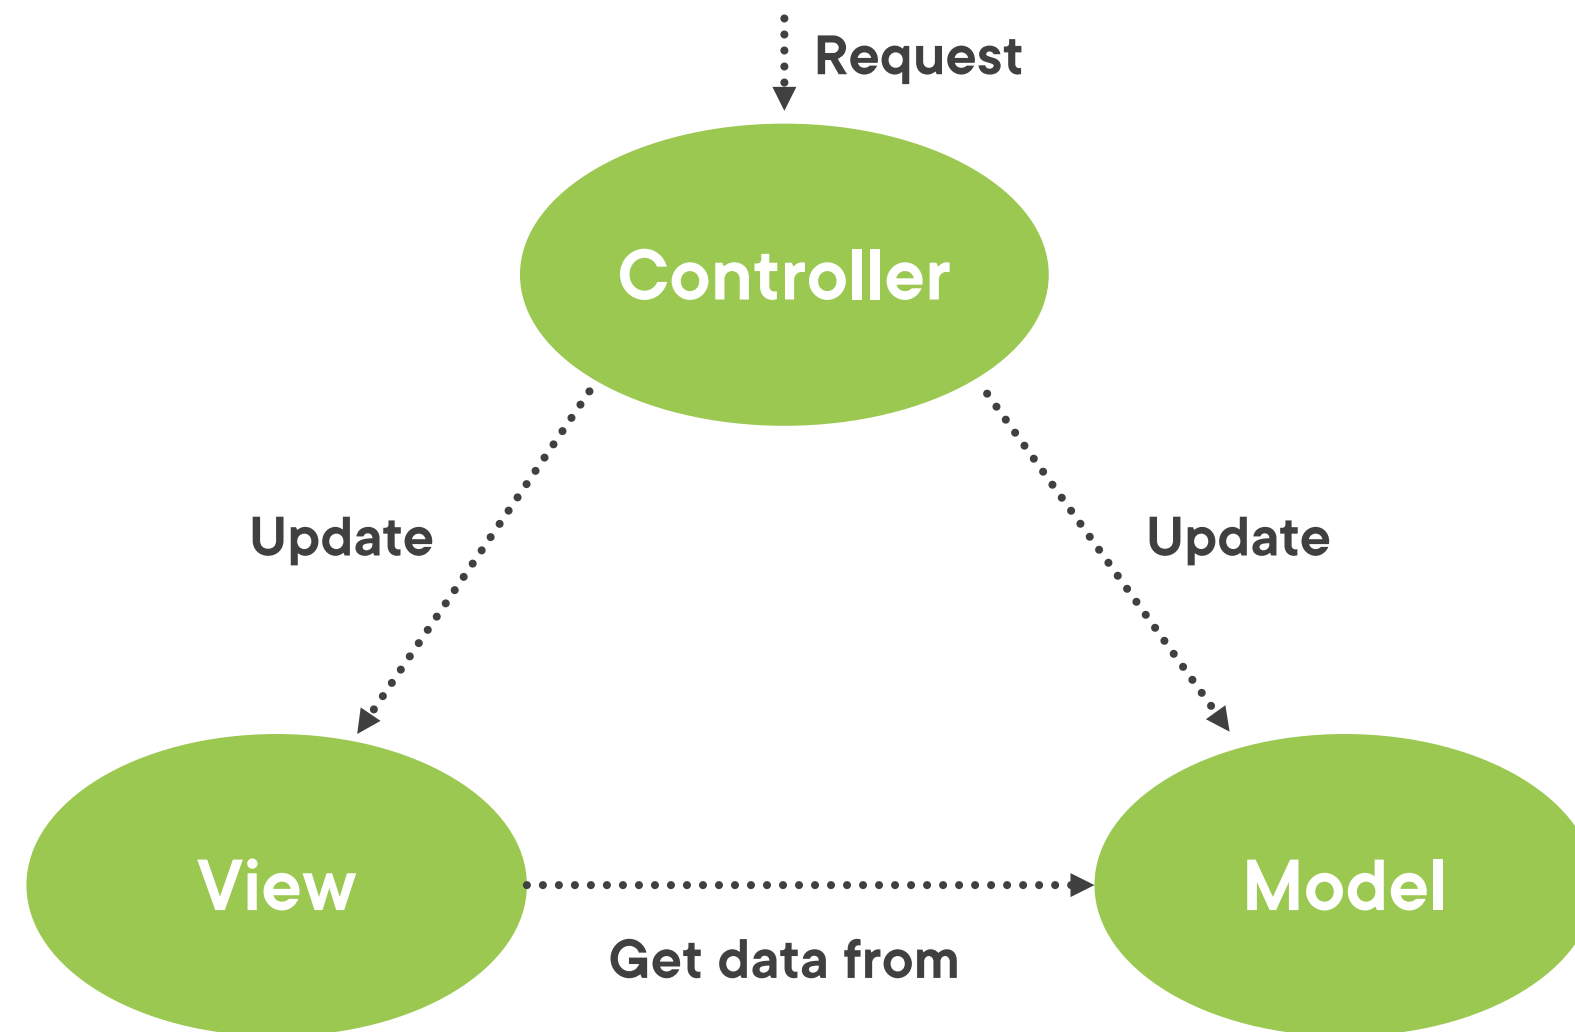 Request
Controller
Update
Update
View
Model
Get data from